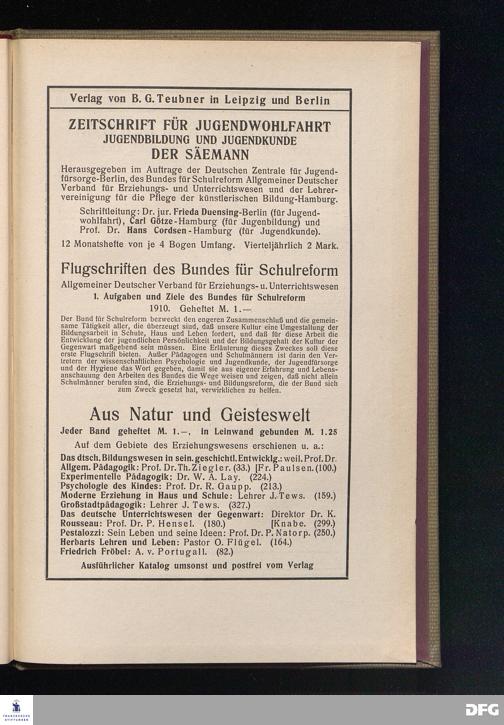 Verlag von B. G. Teubner in Leipzig und Berlin
ZEITSCHRIFT FÜR JUGENDWOHLFAHRT
JUGENDBILDUNG UND JUGENDKUNDE
DER SÄEMANN
Herausgegeben im Auftrage der Deutschen Zentrale für Jugend-
fürsorge-Berlin, des Bundes für Schulreform Allgemeiner Deutscher
Verband für Erziehungs- und Unterrichtswesen und der Lehrer-
vereinigung für die Pflege der künstlerischen Bildung-Hamburg.
Schriftleitung: Dr. jur. Frieda Duensing-Berlin (für Jugend-
wohlfahrt), Carl Götze-Hamburg (für Jugenbildung) und
Prof. Dr. Hans Cordsen-Hamburg (für Jugendkunde).
12 Monatshefte von je 4 Bogen Umfang. Vierteljährlich 2 Mark.
Flugschriften des Bundes für Schulreform
Allgemeiner Deutscher Verband für Erziehungs- u. Unterrichtswesen
1. Aufgaben und Ziele des Bundes für Schulreform
1910. Geheftet M. 1.—
Der Bund für Schulreform bezweckt den engeren Zusammenschluß und die gemein-
same Tätigkeit aller, die überzeugt sind, daß unsere Kultur eine Umgestaltung der
Bildungsarbeit in Schule, Haus und Leben fordert, und daß für diese Arbeit die
Entwicklung der jugendlichen Persönlichkeit und der Bildungsgehalt der Kultur der
Gegenwart maßgebend sein müssen. Eine Erläuterung dieses Zweckes soll diese
erste Flugschrift bieten. Außer Pädagogen und Schulmännern ist darin den Ver-
tretern der wissenschaftlichen Psychologie und Jugendkunde, der Jugendfürsorge
und der Hygiene das Wort gegeben, damit sie aus eigener Erfahrung und Lebens-
anschauung den Arbeiten des Bundes die Wege weisen und zeigen, daß nicht allein
Schulmänner berufen sind, die Erziehungs- und Bildungsreform, die der Bund sich
zum Zweck gesetzt hat, verwirklichen zu helfen.
Aus Natur und Geisteswelt
Jeder Band geheftet M. 1.—, in Leinwand gebunden M. 1.25
Auf dem Gebiete des Erziehungswesens erschienen u. a.:
Das dtsch. Bildungswesen in sein. geschichtl. Entwicklg.: weil. Prof. Dr.
Allgem. Pädagogik: Prof. Dr. Th. Ziegler. (33.) [Fr. Paulsen. (100.)
Experimentelle Pädagogik: Dr. W. A. Lay. (224.)
Psychologie des Kindes: Prof. Dr. R. Gaupp. (213.)
Moderne Erziehung in Haus und Schule: Lehrer J. Tews. (159.)
Großstadtpädagogik: Lehrer J. Tews. (327.)
Das deutsche Unterrichtswesen der Gegenwart: Direktor Dr. K.
Rousseau: Prof. Dr. P. Hensel. (180.) [Knabe. (299.)
Pestalozzi: Sein Leben und seine Ideen: Prof. Dr. P. Natorp. (250.)
Herbarts Lehren und Leben: Pastor O. Flügel. (164.)
Friedrich Fröbel: A. v. Portugall. (82.)
Ausführlicher Katalog umsonst und postfrei vom Verlag
FRANCKESCHE
STIFTUNGEN
DFG